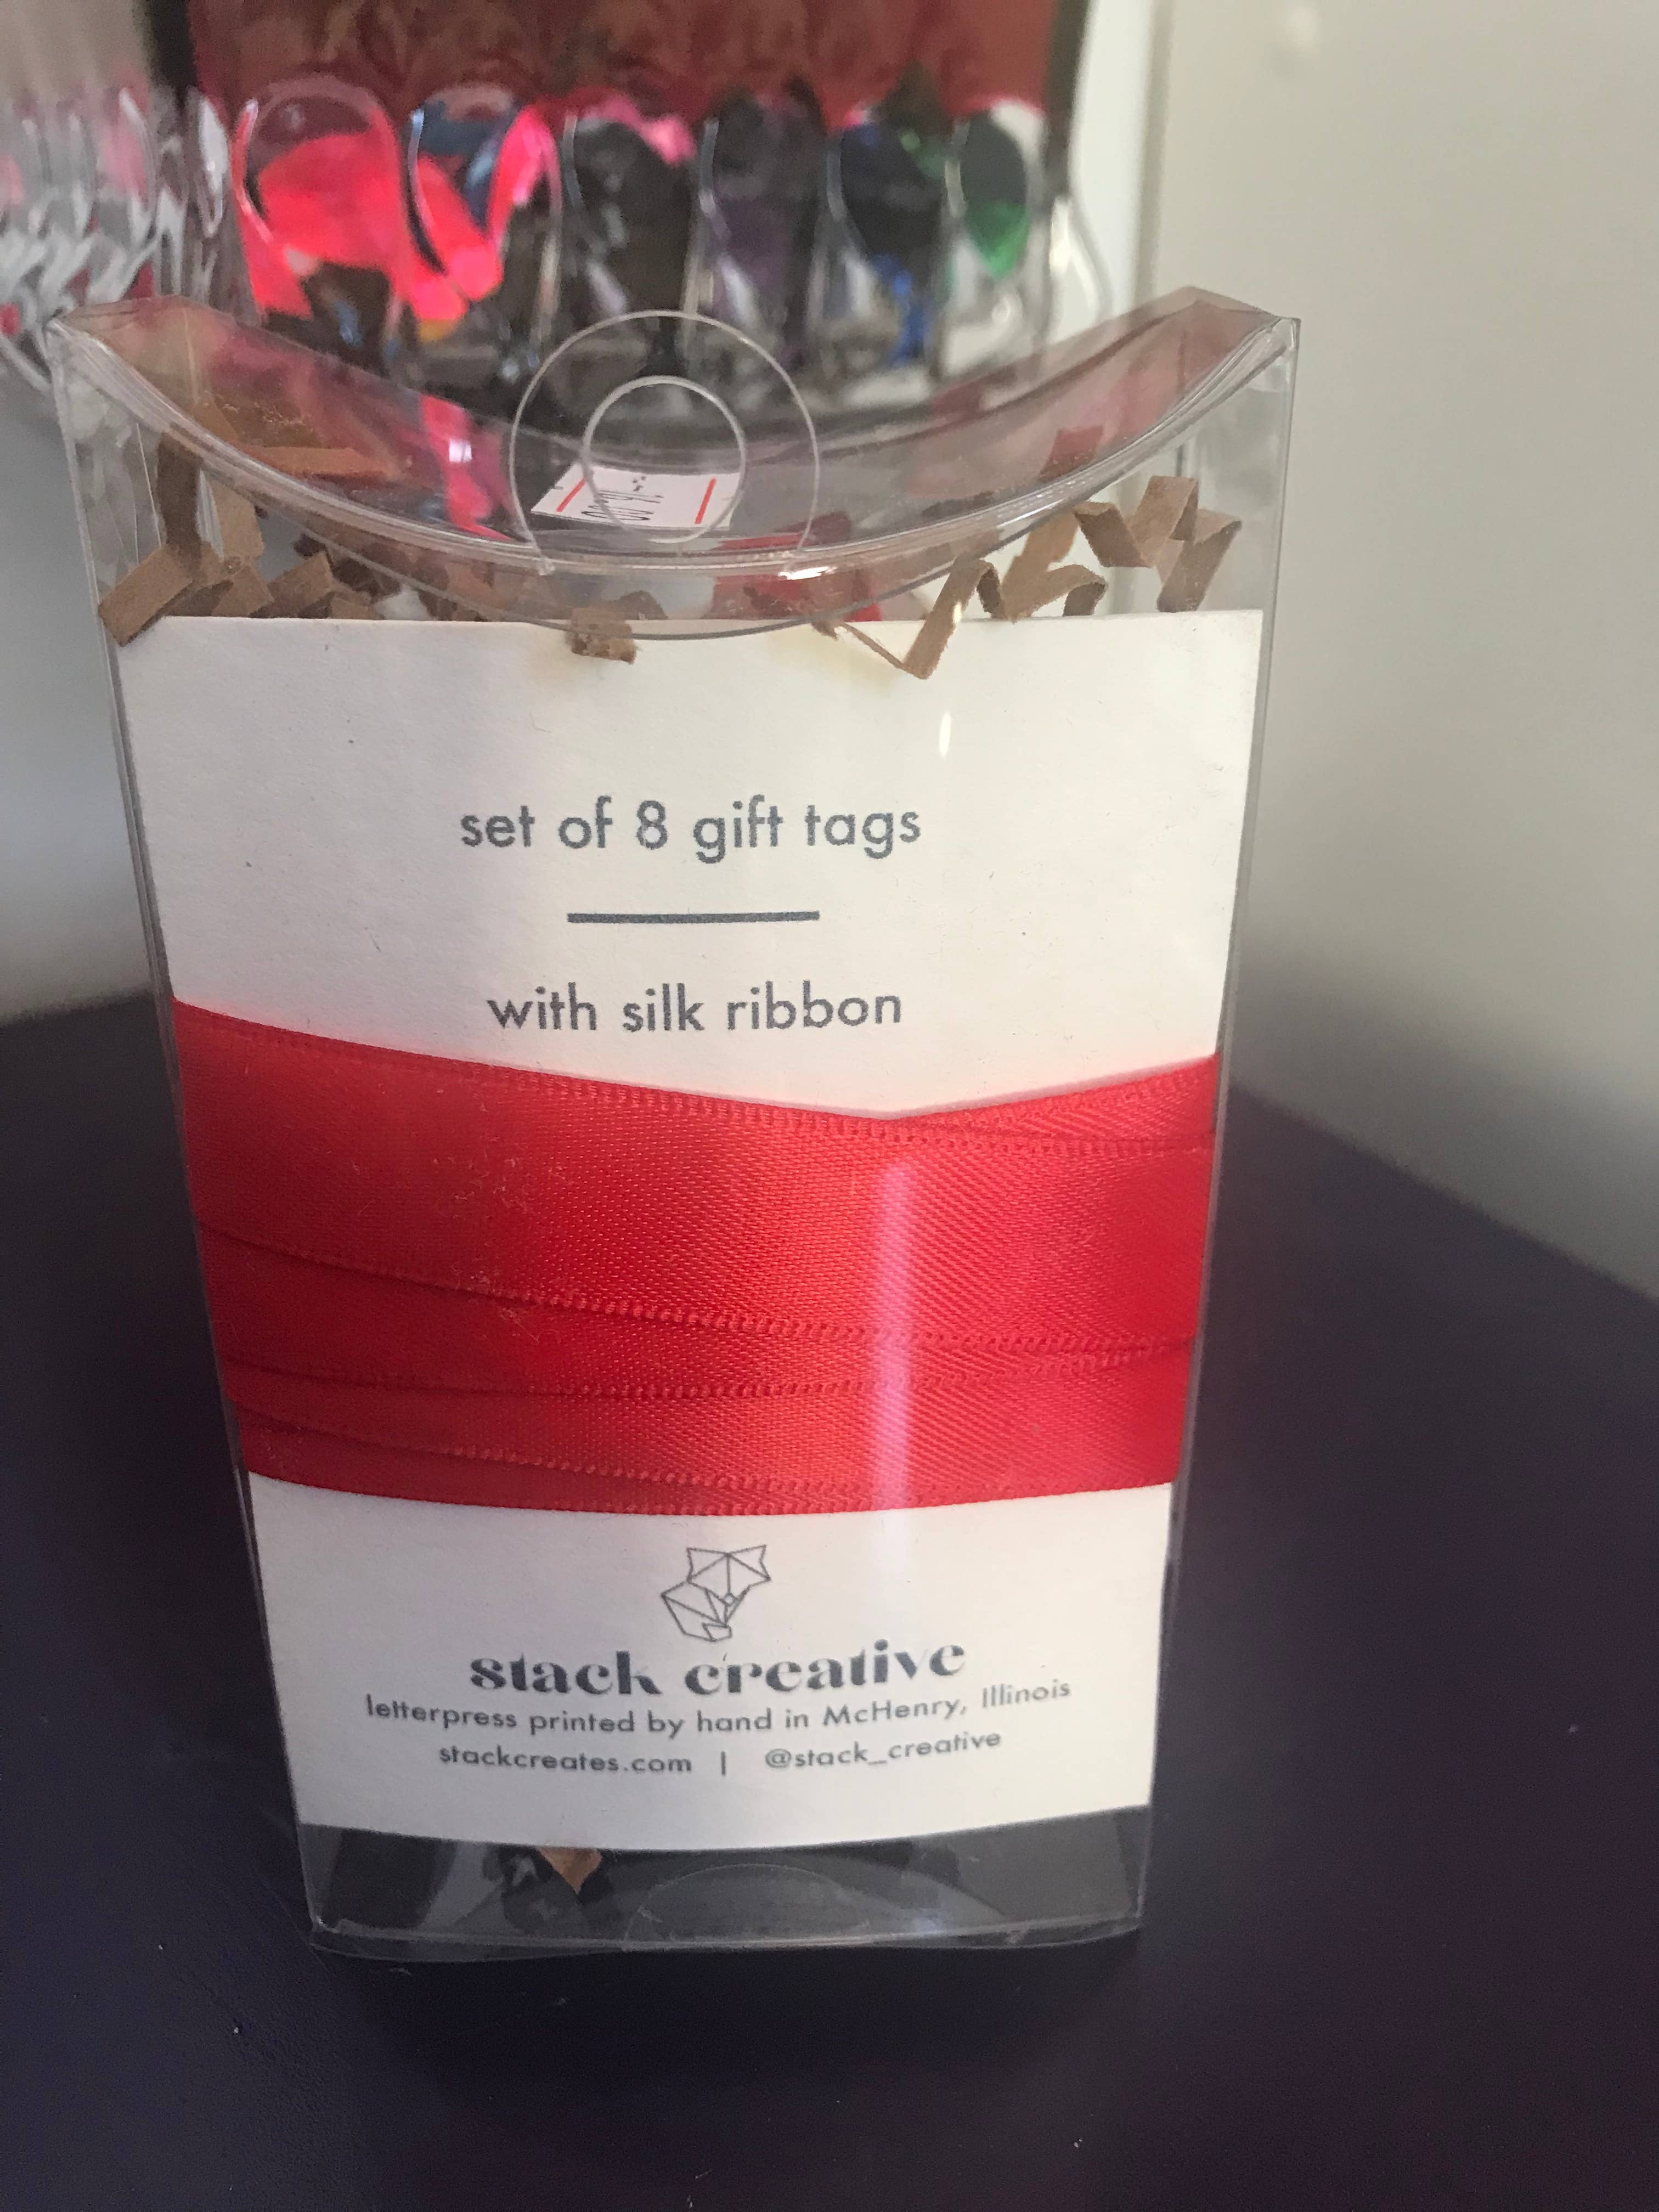 set of 8 gift tags
with silk ribbon
stack creative
letterpress printed by hand in McHenry, Illinois
stackcreates.com | @stack_creative